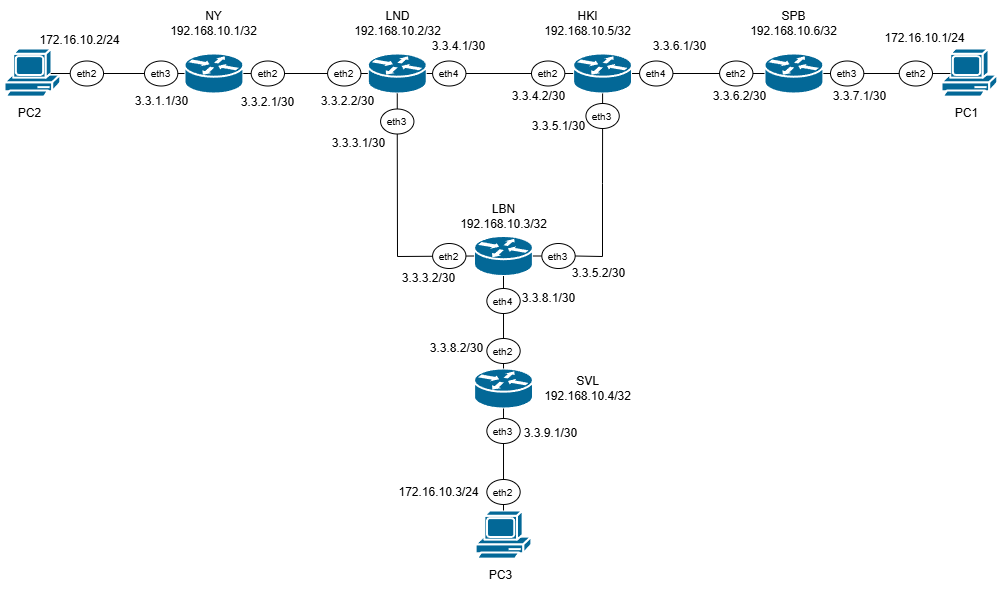 NY
192.168.10.1/32
LND
192.168.10.2/32
HKI
192.168.10.5/32
SPB
192.168.10.6/32
172.16.10.2/24
3.3.4.1/30
3.3.6.1/30
172.16.10.1/24
eth2
eth3
eth2
eth2
eth4
eth2
eth4
eth2
eth3
eth2
3.3.1.1/30
3.3.2.1/30
3.3.2.2/30
3.3.4.2/30
3.3.6.2/30
3.3.7.1/30
PC2
PC1
eth3
eth3
3.3.3.1/30
3.3.5.1/30
LBN
192.168.10.3/32
eth2
eth3
3.3.3.2/30
3.3.5.2/30
eth4
3.3.8.1/30
3.3.8.2/30
eth2
SVL
192.168.10.4/32
eth3
3.3.9.1/30
172.16.10.3/24
eth2
PC3